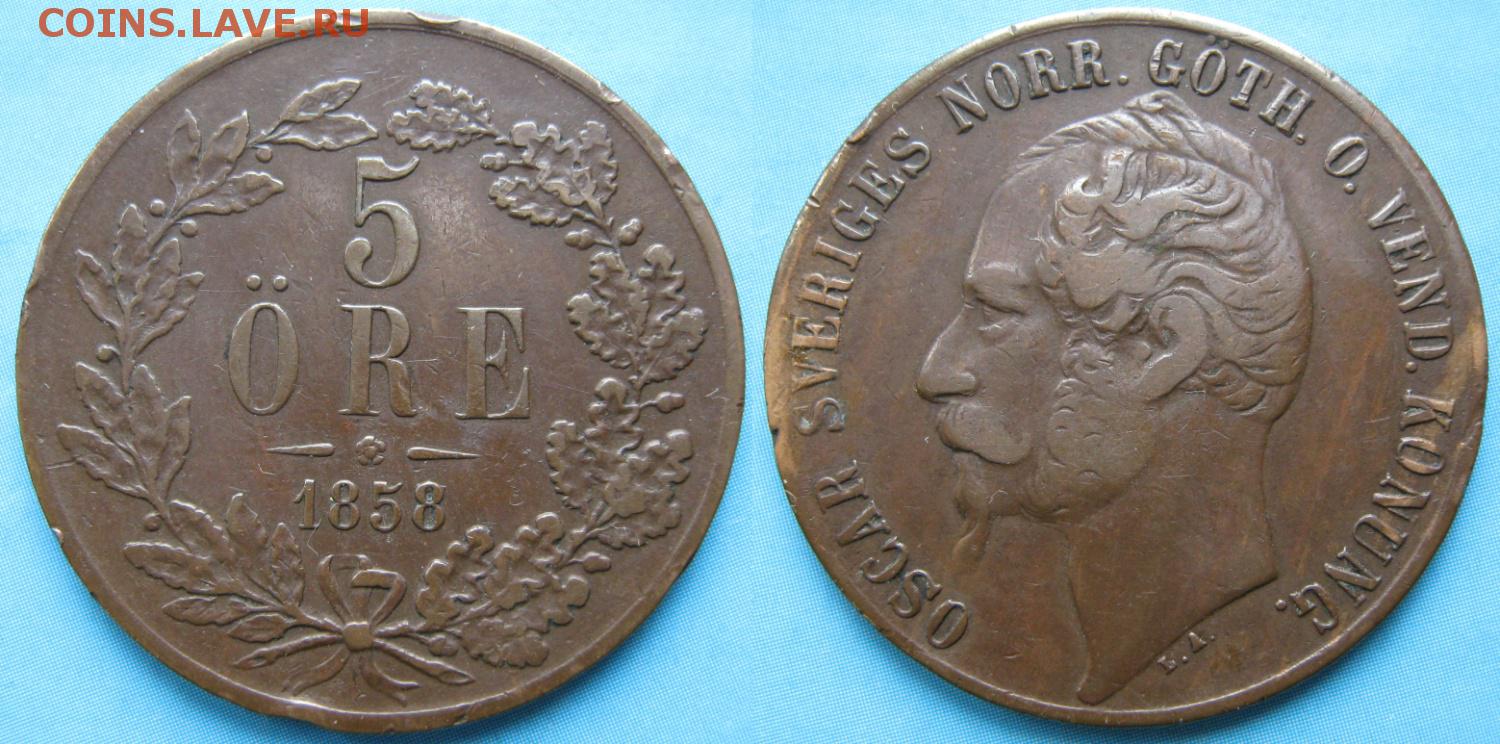 COINS.LAVE.RU
5
ÖRE
1858
OSCAR SVERIGES NORR. GÖTH. O. VEND. KONUNG.
L.A.